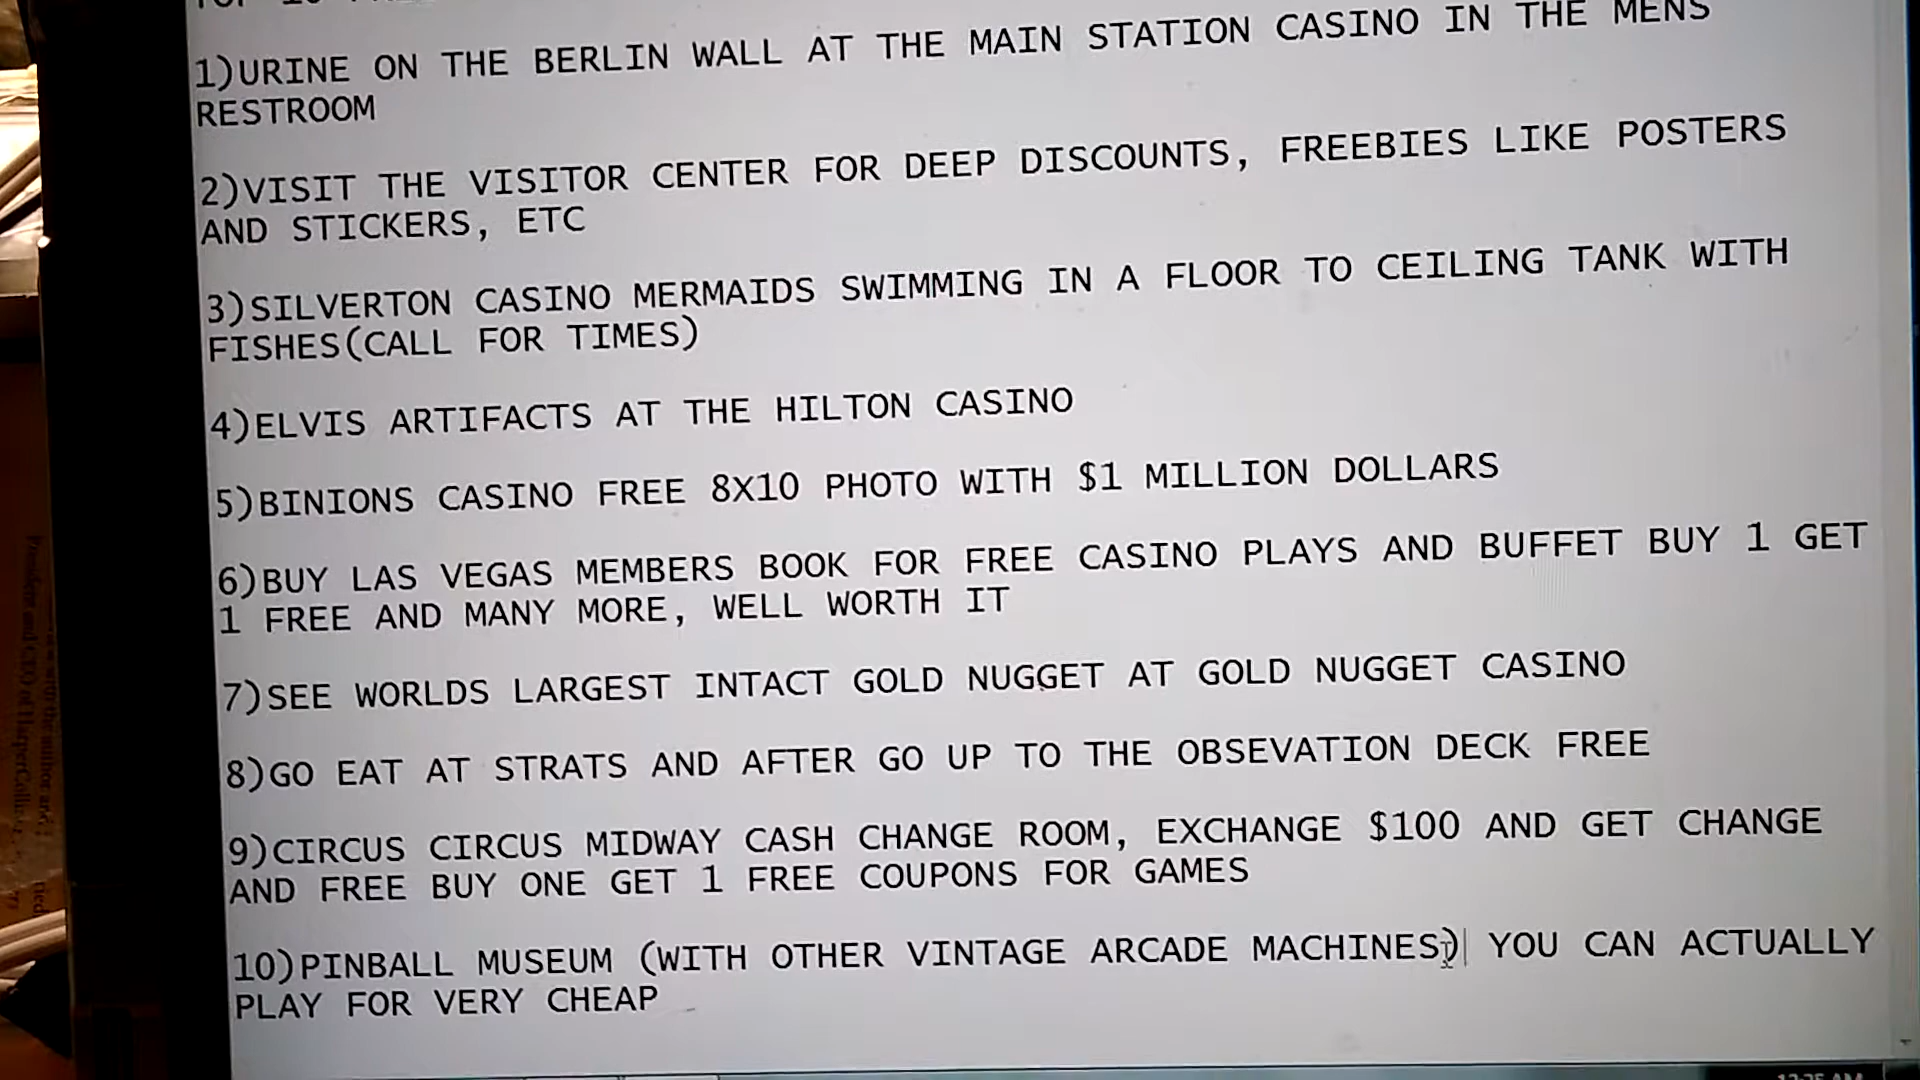 TOP 10
1)URINE ON THE BERLIN WALL AT THE MAIN STATION CASINO IN THE MENS
RESTROOM
2)VISIT THE VISITOR CENTER FOR DEEP DISCOUNTS, FREEBIES LIKE POSTERS
AND STICKERS, ETC
3)SILVERTON CASINO MERMAIDS SWIMMING IN A FLOOR TO CEILING TANK WITH
FISHES(CALL FOR TIMES)
4)ELVIS ARTIFACTS AT THE HILTON CASINO
5)BINIONS CASINO FREE 8X10 PHOTO WITH $1 MILLION DOLLARS
6)BUY LAS VEGAS MEMBERS BOOK FOR FREE CASINO PLAYS AND BUFFET BUY 1 GET
1 FREE AND MANY MORE, WELL WORTH IT
7)SEE WORLDS LARGEST INTACT GOLD NUGGET AT GOLD NUGGET CASINO
8)GO EAT AT STRATS AND AFTER GO UP TO THE OBSEVATION DECK FREE
9)CIRCUS CIRCUS MIDWAY CASH CHANGE ROOM, EXCHANGE $100 AND GET CHANGE
AND FREE BUY ONE GET 1 FREE COUPONS FOR GAMES
10)PINBALL MUSEUM (WITH OTHER VINTAGE ARCADE MACHINES) YOU CAN ACTUALLY
PLAY FOR VERY CHEAP